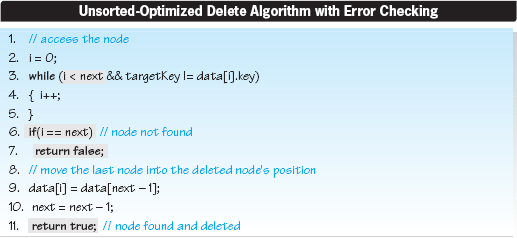 Unsorted-Optimized Delete Algorithm with Error Checking
1. // access the node
2. i = 0;
3. while (i < next && targetKey != data[i].key)
4. { i++;
5. }
6. if(i == next) // node not found
7. return false;
8. // move the last node into the deleted node's position
9. data[i] = data[next – 1];
10. next = next – 1;
11. return true; // node found and deleted